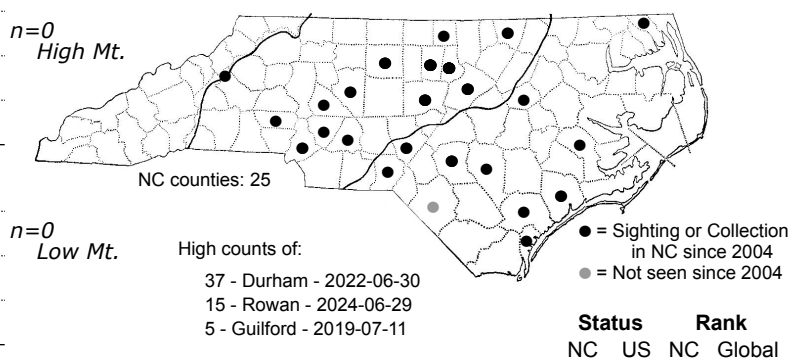 n=0
High Mt.
NC counties: 25
n=0
Low Mt.
High counts of:
37 - Durham - 2022-06-30
15 - Rowan - 2024-06-29
5 - Guilford - 2019-07-11
● = Sighting or Collection
in NC since 2004
● = Not seen since 2004
Status Rank
NC US NC Global